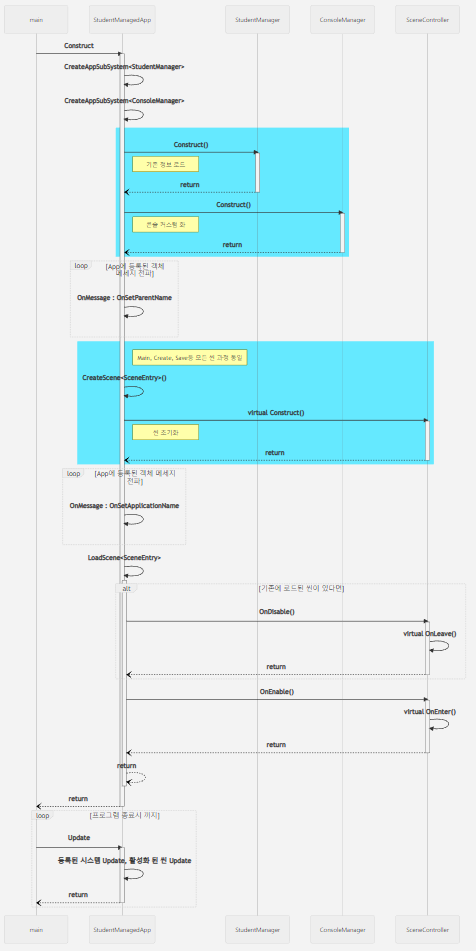 main StudentManagedApp StudentManager ConsoleManager SceneController
Construct
CreateAppSubSystem<StudentManager>
CreateAppSubSystem<ConsoleManager>
Construct()
기존 정보 로드
return
Construct()
콘솔 커스텀 화
return
loop [App에 등록된 객체
메세지 전파]
OnMessage : OnSetParentName
Main, Create, Save등 모든 씬 과정 동일
CreateScene<SceneEntry>()
virtual Construct()
씬 초기화
return
loop [App에 등록된 객체 메세지
전파]
OnMessage : OnSetApplicationName
LoadScene<SceneEntry>
alt [기존에 로드된 씬이 있다면]
OnDisable()
virtual OnLeave()
return
OnEnable()
virtual OnEnter()
return
return
return
loop [프로그램 종료시 까지]
Update
등록된 시스템 Update, 활성화 된 씬 Update
return
main StudentManagedApp StudentManager ConsoleManager SceneController